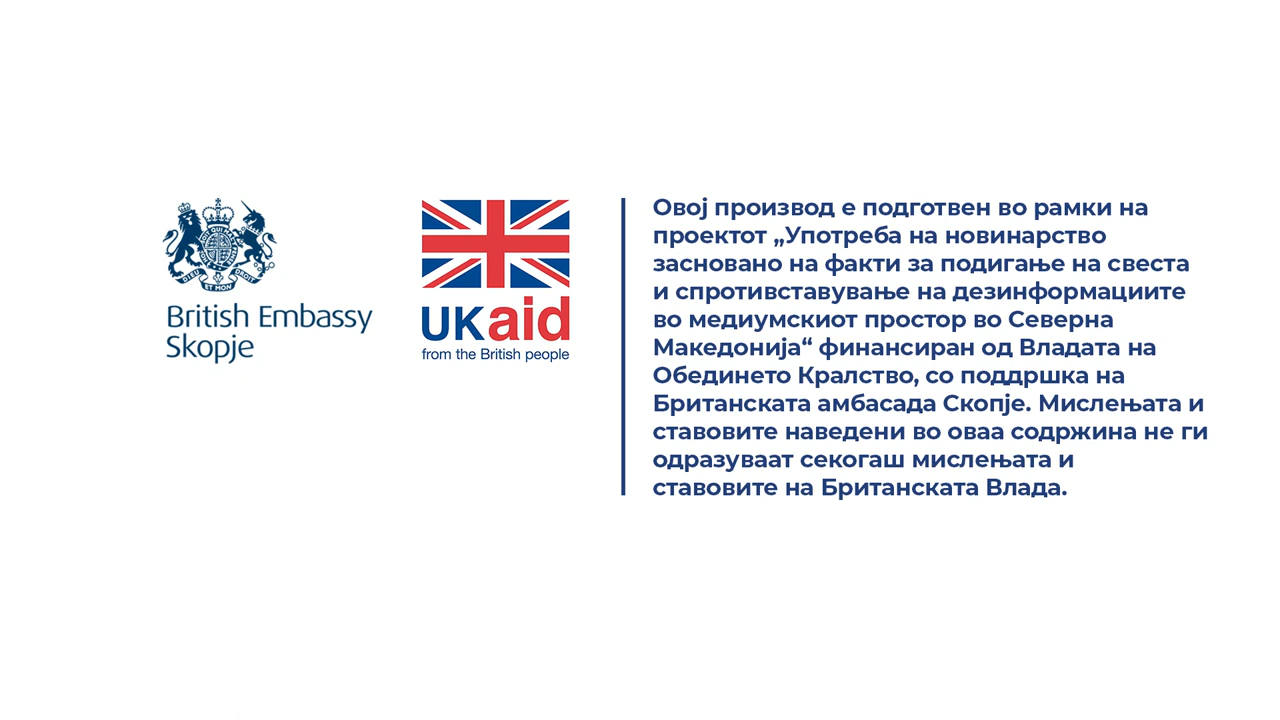 British Embassy
Skopje
UKaid
from the British people
Овој производ е подготвен во рамки на
проектот „Употреба на новинарство
засновано на факти за подигање на свеста
и спротивставување на дезинформациите
во медиумскиот простор во Северна
Македонија“ финансиран од Владата на
Обединето Кралство, со поддршка на
Британската амбасада Скопје. Мислењата и
ставовите наведени во оваа содржина не ги
одразуваат секогаш мислењата и
ставовите на Британската Влада.